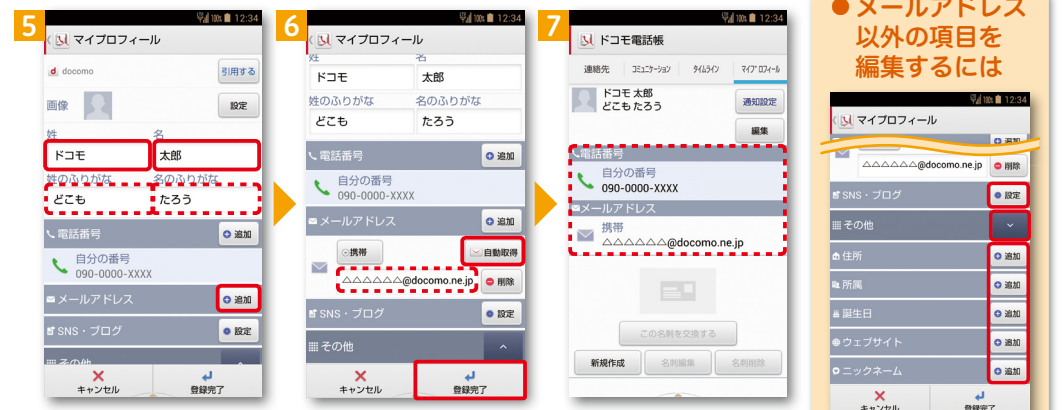 5
100% 12:34
マイプロフィール
docomo
引用する
画像
設定
姓
名
ドコモ
太郎
姓のふりがな
名のふりがな
どこも
たろう
電話番号
追加
自分の番号
090-0000-XXXX
メールアドレス
追加
SNS・ブログ
設定
その他
キャンセル
登録完了
6
100% 12:34
マイプロフィール
姓
名
ドコモ
太郎
姓のふりがな
名のふりがな
どこも
たろう
電話番号
追加
自分の番号
090-0000-XXXX
メールアドレス
追加
携帯
自動取得
△△△△△△@docomo.ne.jp
削除
SNS・ブログ
設定
その他
キャンセル
登録完了
7
100% 12:34
ドコモ電話帳
連絡先
コミュニケーション
タイムライン
マイプロフィール
ドコモ 太郎
どこも たろう
通知設定
編集
電話番号
自分の番号
090-0000-XXXX
メールアドレス
携帯
△△△△△△@docomo.ne.jp
この名刺を交換する
新規作成
名刺編集
名刺削除
●メールアドレス
以外の項目を
編集するには
100% 12:34
マイプロフィール
追加
△△△△△△@docomo.ne.jp
削除
SNS・ブログ
設定
その他
住所
追加
所属
追加
誕生日
追加
ウェブサイト
追加
ニックネーム
追加
キャンセル
登録完了